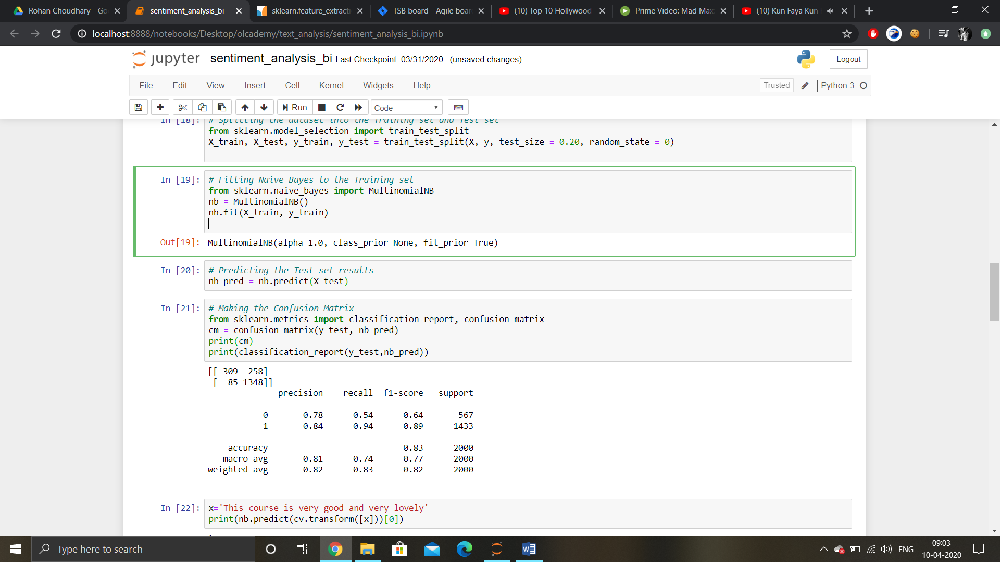 Rohan Choudhary - Go
sentiment_analysis_bi -
sklearn.feature_extracti
TSB board - Agile boar
(10) Top 10 Hollywood
Prime Video: Mad Max
(10) Kun Faya Kun
localhost:8888/notebooks/Desktop/olcademy/text_analysis/sentiment_analysis_bi.ipynb
jupyter sentiment_analysis_bi Last Checkpoint: 03/31/2020 (unsaved changes)
Logout
File Edit View Insert Cell Kernel Widgets Help
Trusted
Python 3
Run
Code
In [18]: # Splitting the dataset into the Training set and Test set
from sklearn.model_selection import train_test_split
X_train, X_test, y_train, y_test = train_test_split(X, y, test_size = 0.20, random_state = 0)
In [19]: # Fitting Naive Bayes to the Training set
from sklearn.naive_bayes import MultinomialNB
nb = MultinomialNB()
nb.fit(X_train, y_train)
Out[19]: MultinomialNB(alpha=1.0, class_prior=None, fit_prior=True)
In [20]: # Predicting the Test set results
nb_pred = nb.predict(X_test)
In [21]: # Making the Confusion Matrix
from sklearn.metrics import classification_report, confusion_matrix
cm = confusion_matrix(y_test, nb_pred)
print(cm)
print(classification_report(y_test,nb_pred))
[[ 309  258]
[  85 1348]]
precision recall f1-score support
0 0.78 0.54 0.64 567
1 0.84 0.94 0.89 1433
accuracy 0.83 2000
macro avg 0.81 0.74 0.77 2000
weighted avg 0.82 0.83 0.82 2000
In [22]: x='This course is very good and very lovely'
print(nb.predict(cv.transform([x]))[0])
Type here to search
ENG
09:03
10-04-2020